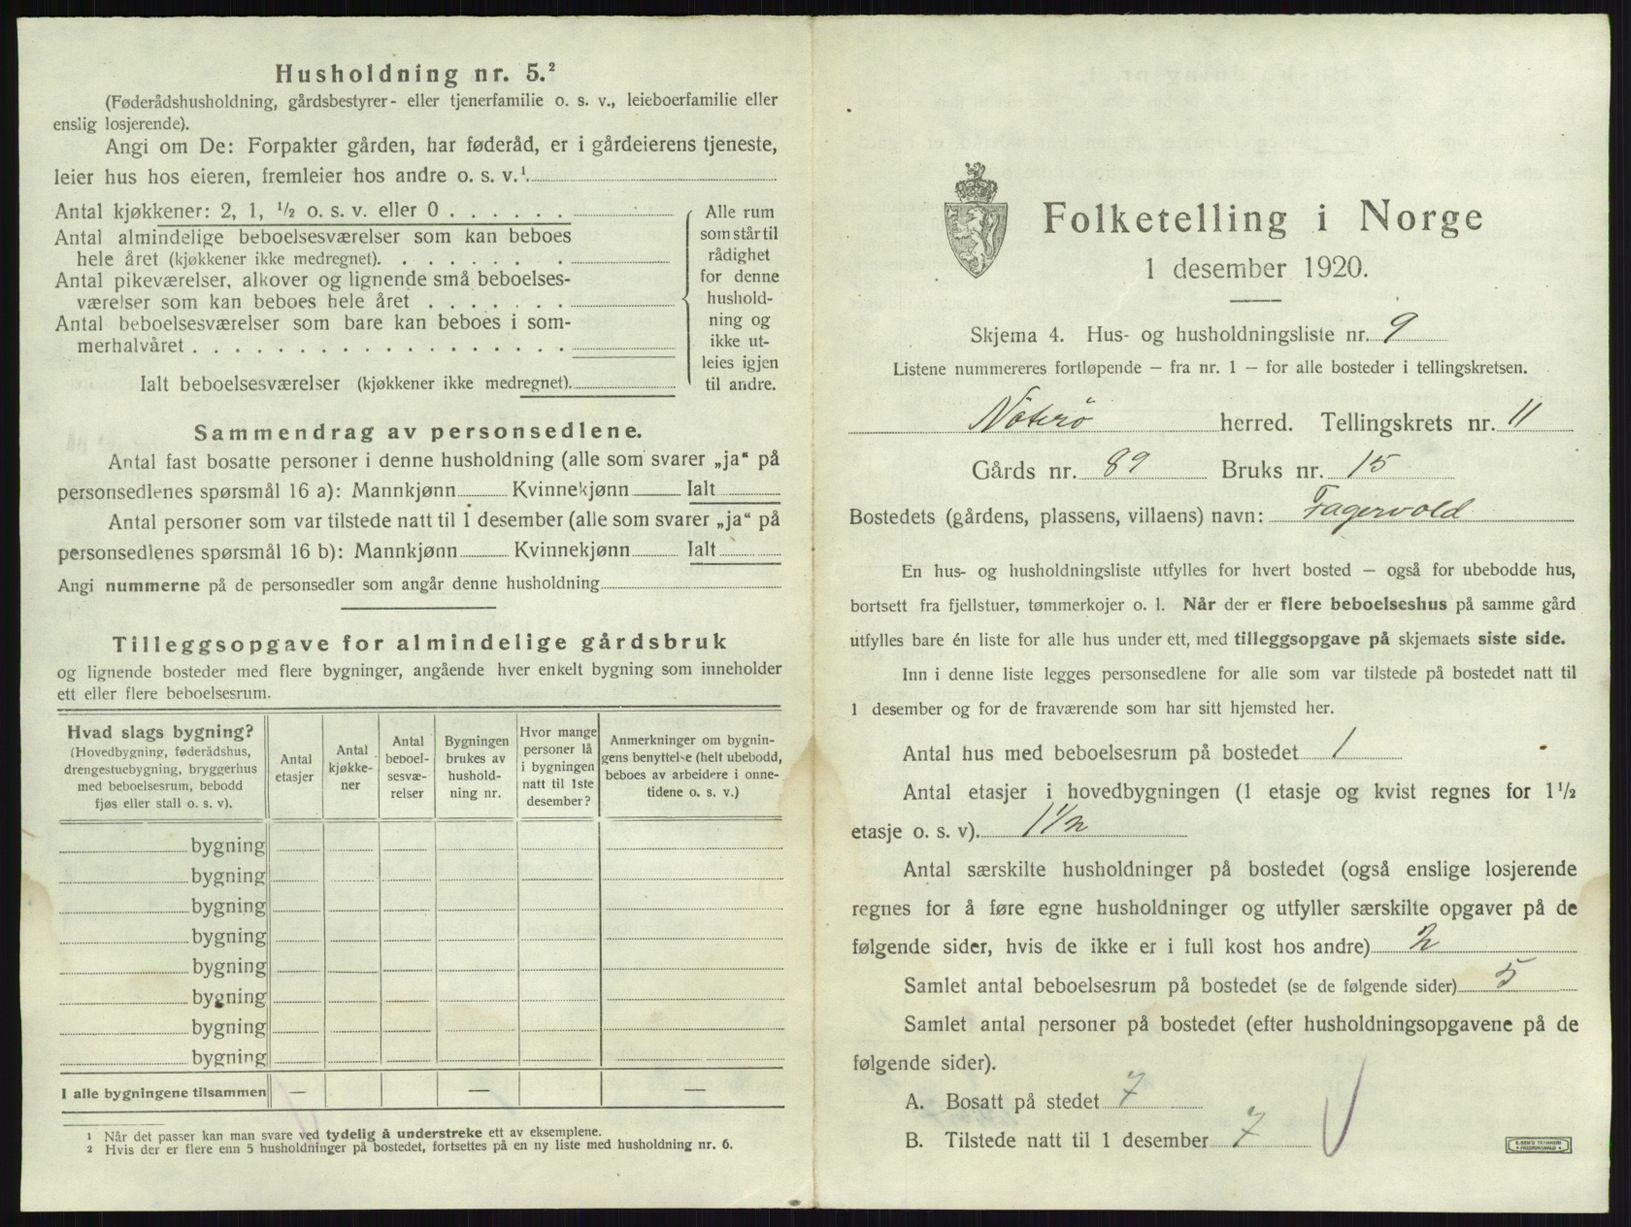 Husholdning nr. 5.²
(Føderådshusholdning, gårdsbestyrer- eller tjenerfamilie o. s. v., leieboerfamilie eller
enslig losjerende).
Angi om De: Forpakter gården, har føderåd, er i gårdeierens tjeneste,
leier hus hos eieren, fremleier hos andre o. s. v.¹
Antal kjøkkener: 2, 1, ½ o. s. v. eller 0 . . . . . .
Antal almindelige beboelsesværelser som kan beboes
hele året (kjøkkener ikke medregnet). . . . . . . .
Antal pikeværelser, alkover og lignende små beboelses-
værelser som kan beboes hele året . . . . . . .
Antal beboelsesværelser som bare kan beboes i som-
merhalvåret . . . . . . . . . . . . . . . . . .
Ialt beboelsesværelser (kjøkkener ikke medregnet).
Alle rum
som står til
rådighet
for denne
hushold-
ning og
ikke ut-
leies igjen
til andre.
Sammendrag av personsedlene.
Antal fast bosatte personer i denne husholdning (alle som svarer „ja“ på
personsedlenes spørsmål 16 a): Mannkjønn Kvinnekjønn Ialt
Antal personer som var tilstede natt til 1 desember (alle som svarer „ja“ på
personsedlenes spørsmål 16 b): Mannkjønn Kvinnekjønn Ialt
Angi nummerne på de personsedler som angår denne husholdning
Tilleggsopgave for almindelige gårdsbruk
og lignende bosteder med flere bygninger, angående hver enkelt bygning som inneholder
ett eller flere beboelsesrum.
Hvad slags bygning?
(Hovedbygning, føderådshus,
drengestuebygning, bryggerhus
med beboelsesrum, bebodd
fjøs eller stall o. s. v).
Antal
etasjer
Antal
kjøkke-
ner
Antal
beboel-
sesvæ-
relser
Bygningen
brukes av
hushold-
ning nr.
Hvor mange
personer lå
i bygningen
natt til 1ste
desember?
Anmerkninger om bygnin-
gens benyttelse (helt ubebodd,
beboes av arbeidere i onne-
tidene o. s. v.)
bygning
bygning
bygning
bygning
bygning
bygning
bygning
bygning
I alle bygningene tilsammen — — —
¹ Når det passer kan man svare ved tydelig å understreke ett av eksemplene.
² Hvis der er flere enn 5 husholdninger på bostedet, fortsettes på en ny liste med husholdning nr. 6.
Folketelling i Norge
1 desember 1920.
Skjema 4. Hus- og husholdningsliste nr. 9
Listene nummereres fortløpende — fra nr. 1 — for alle bosteder i tellingskretsen.
Nöterö herred. Tellingskrets nr. 11
Gårds nr. 89 Bruks nr. 15
Bostedets (gårdens, plassens, villaens) navn: Fagervold
En hus- og husholdningsliste utfylles for hvert bosted — også for ubebodde hus,
bortsett fra fjellstuer, tømmerkojer o. l. Når der er flere beboelseshus på samme gård
utfylles bare én liste for alle hus under ett, med tilleggsopgave på skjemaets siste side.
Inn i denne liste legges personsedlene for alle som var tilstede på bostedet natt til
1 desember og for de fraværende som har sitt hjemsted her.
Antal hus med beboelsesrum på bostedet 1
Antal etasjer i hovedbygningen (1 etasje og kvist regnes for 1½
etasje o. s. v). 1½
Antal særskilte husholdninger på bostedet (også enslige losjerende
regnes for å føre egne husholdninger og utfyller særskilte opgaver på de
følgende sider, hvis de ikke er i full kost hos andre) 2
Samlet antal beboelsesrum på bostedet (se de følgende sider) 5
Samlet antal personer på bostedet (efter husholdningsopgavene på de
følgende sider).
A. Bosatt på stedet 7
B. Tilstede natt til 1 desember 7